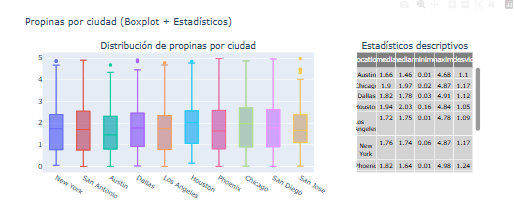 Propinas por ciudad (Boxplot + Estadísticos)
Distribución de propinas por ciudad
5
4
3
2
1
0
New York
San Antonio
Austin
Dallas
Los Angeles
Houston
Phoenix
Chicago
San Diego
San Jose
Estadísticos descriptivos
Austin 1.66 1.46 0.01 4.68 1.1
Chicago 1.9 1.97 0.02 4.87 1.17
Dallas 1.82 1.78 0.03 4.91 1.12
Housto 1.94 2.03 0.16 4.84 1.05
Los 1.72 1.75 0.01 4.78 1.09
Angeles
New 1.76 1.74 0.06 4.87 1.17
York
Phoenix 1.82 1.64 0.01 4.98 1.24